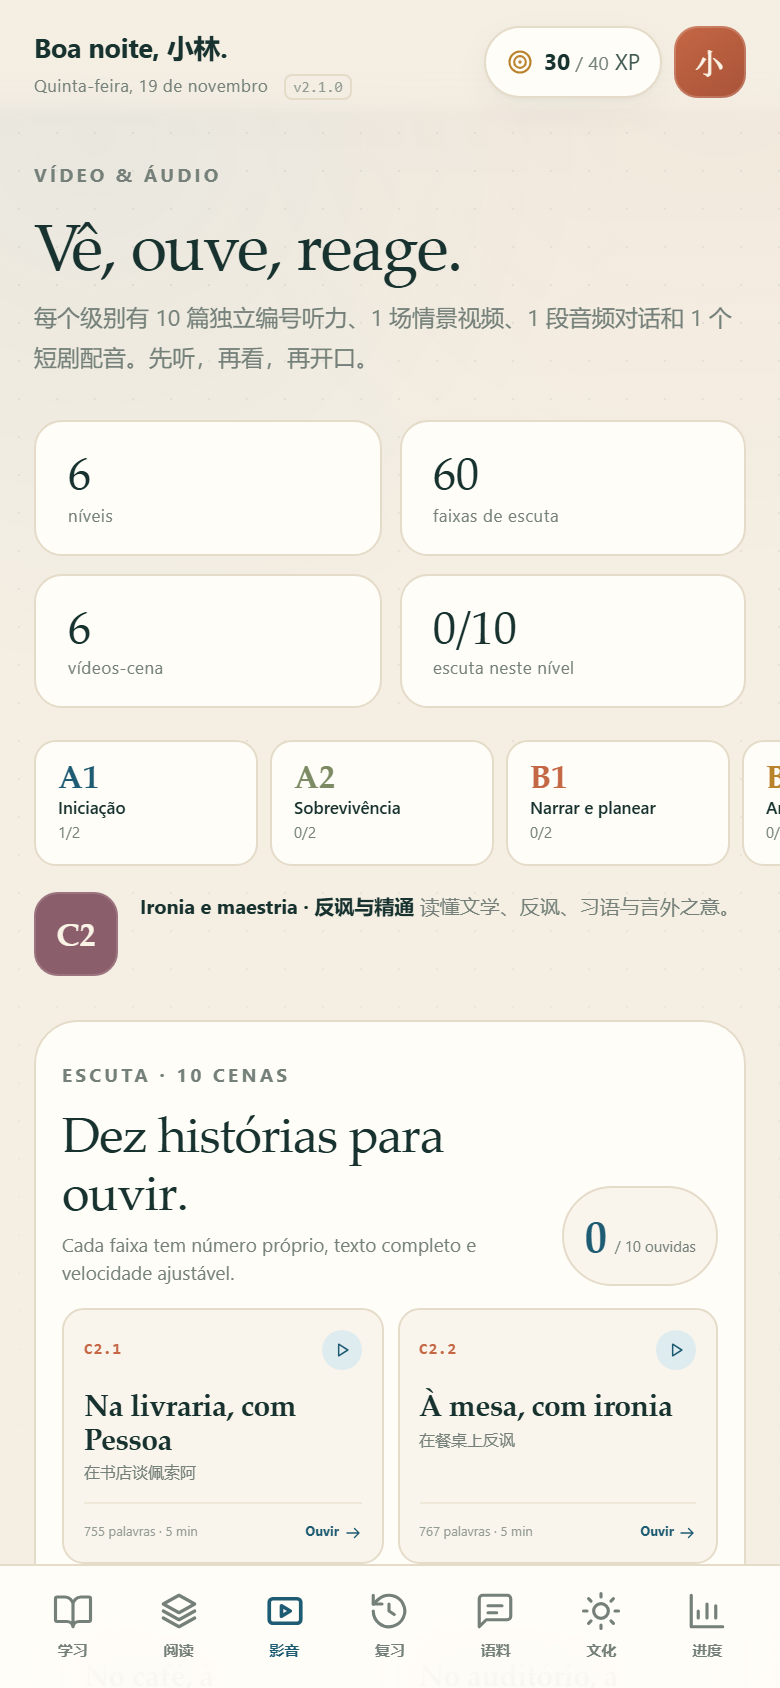 Boa noite, 小林.
Quinta-feira, 19 de novembro v2.1.0
30 / 40 XP
小
VÍDEO & ÁUDIO
Vê, ouve, reage.
每个级别有 10 篇独立编号听力、1 场情景视频、1 段音频对话和 1 个
短剧配音。先听，再看，再开口。
6
níveis
60
faixas de escuta
6
vídeos-cena
0/10
escuta neste nível
A1
Iniciação
1/2
A2
Sobrevivência
0/2
B1
Narrar e planear
0/2
C2
Ironia e maestria · 反讽与精通 读懂文学、反讽、习语与言外之意。
ESCUTA · 10 CENAS
Dez histórias para
ouvir.
Cada faixa tem número próprio, texto completo e
velocidade ajustável.
0 / 10 ouvidas
C2.1
Na livraria, com
Pessoa
在书店谈佩索阿
755 palavras · 5 min
Ouvir →
C2.2
À mesa, com ironia
在餐桌上反讽
767 palavras · 5 min
Ouvir →
No café, à
No auditório, a
学习
阅读
影音
复习
语料
文化
进度